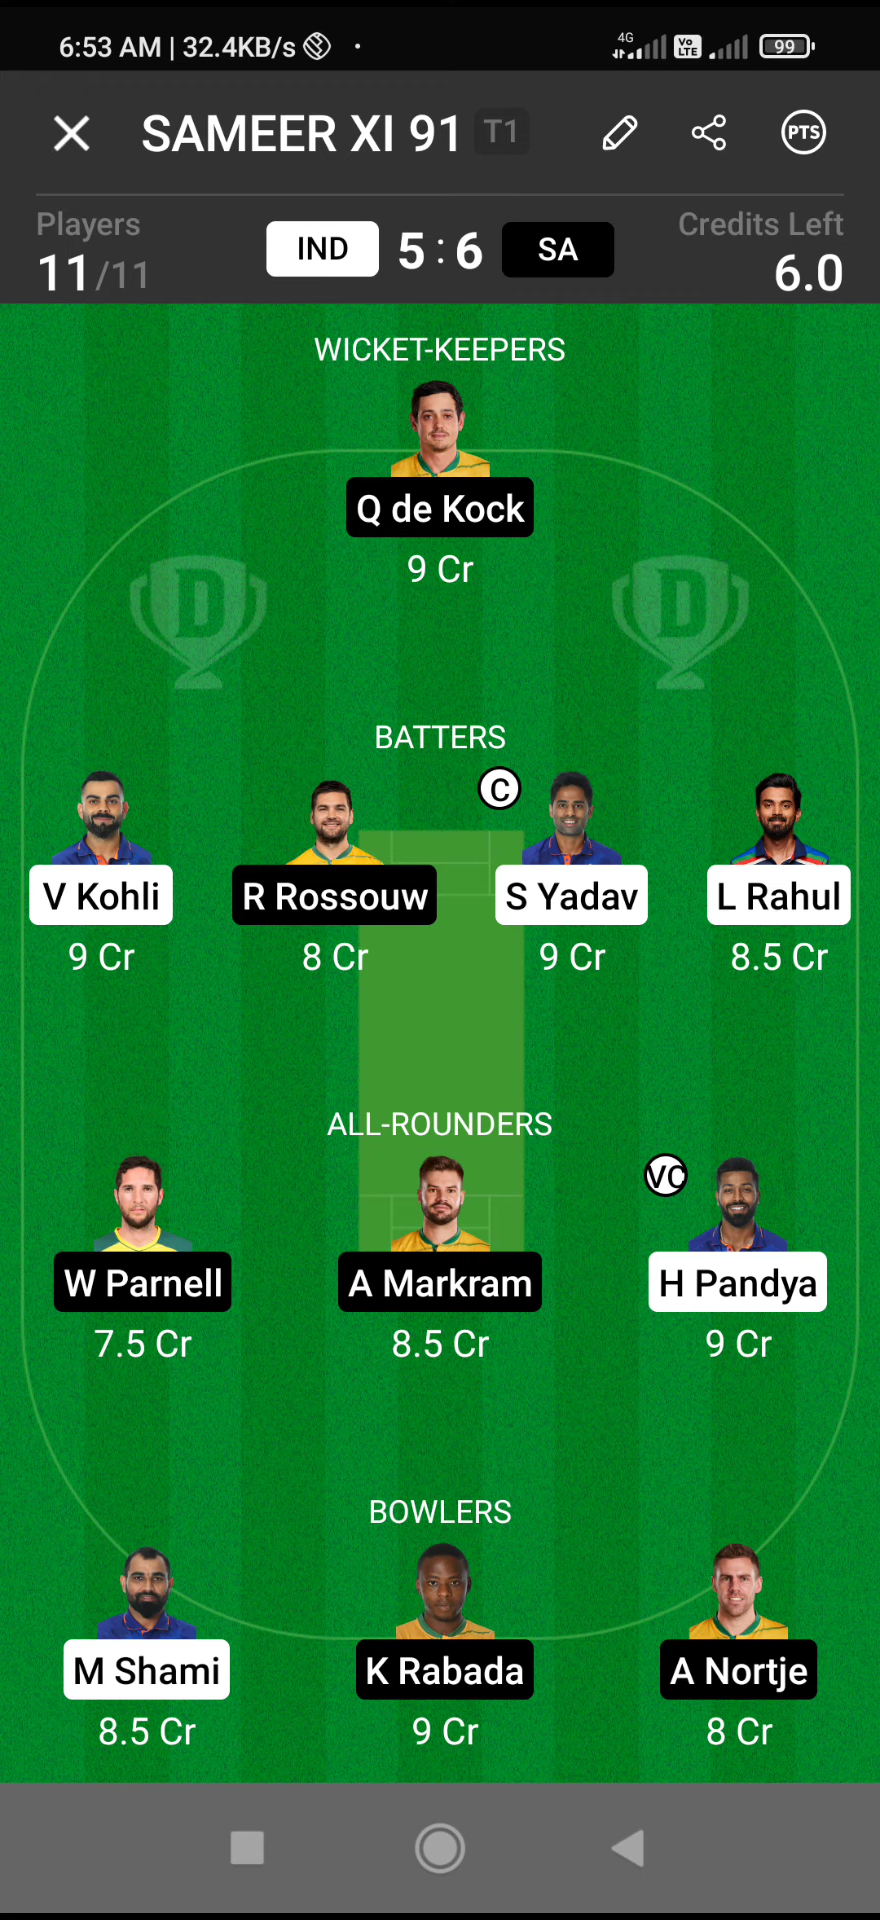 6:53 AM | 32.4KB/s
4G Vo LTE 99
SAMEER XI 91 T1 PTS
Players Credits Left
11/11 IND 5 : 6 SA 6.0
WICKET-KEEPERS
Q de Kock
9 Cr
D D
BATTERS
C
V Kohli R Rossouw S Yadav L Rahul
9 Cr 8 Cr 9 Cr 8.5 Cr
ALL-ROUNDERS
VC
W Parnell A Markram H Pandya
7.5 Cr 8.5 Cr 9 Cr
BOWLERS
M Shami K Rabada A Nortje
8.5 Cr 9 Cr 8 Cr